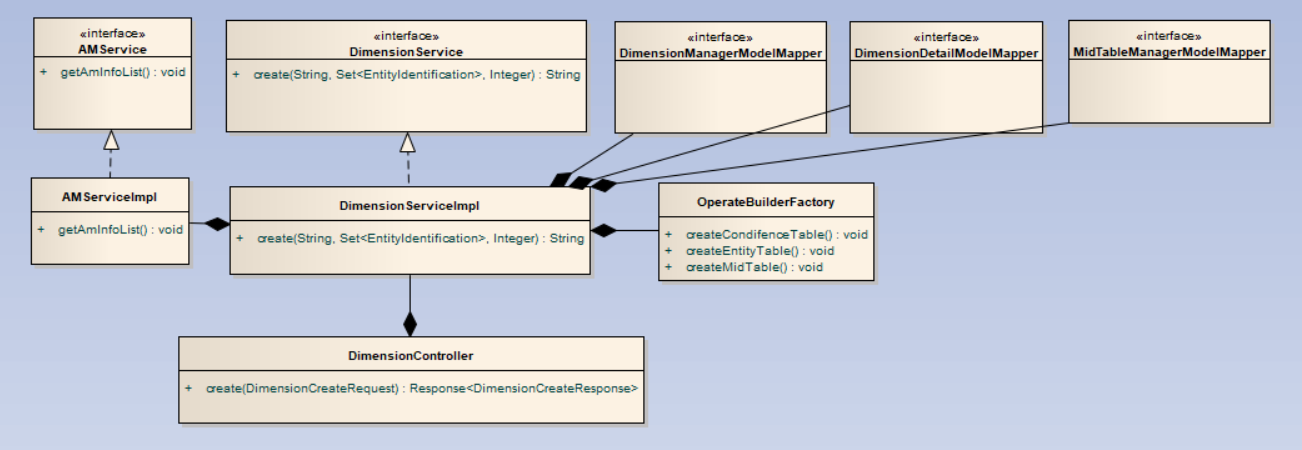 «interface»
AMService
+ getAmInfoList() : void
«interface»
DimensionService
+ create(String, Set<EntityIdentification>, Integer) : String
«interface»
DimensionManagerModelMapper
«interface»
DimensionDetailModelMapper
«interface»
MidTableManagerModelMapper
AMServiceImpl
+ getAmInfoList() : void
DimensionServiceImpl
+ create(String, Set<EntityIdentification>, Integer) : String
OperateBuilderFactory
+ createCondifenceTable() : void
+ createEntityTable() : void
+ createMidTable() : void
DimensionController
+ create(DimensionCreateRequest) : Response<DimensionCreateResponse>